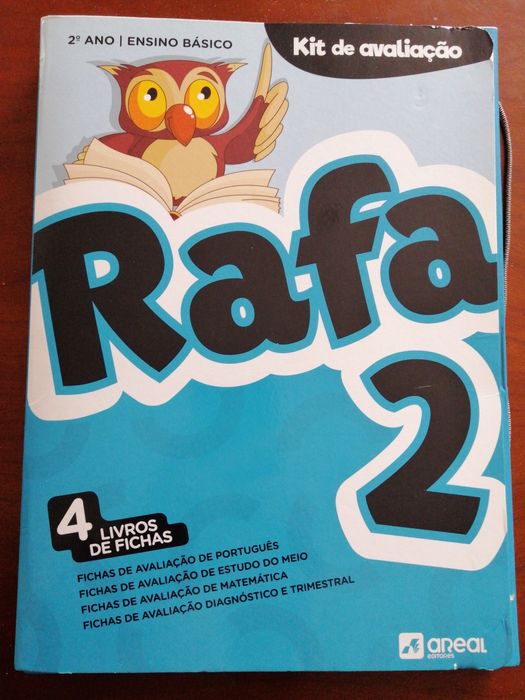 2º ANO | ENSINO BÁSICO
Kit de avaliação
Rafa
2
4 LIVROS
DE FICHAS
FICHAS DE AVALIAÇÃO DE PORTUGUÊS
FICHAS DE AVALIAÇÃO DE ESTUDO DO MEIO
FICHAS DE AVALIAÇÃO DE MATEMÁTICA
FICHAS DE AVALIAÇÃO DIAGNÓSTICO E TRIMESTRAL
areal
EDITORES